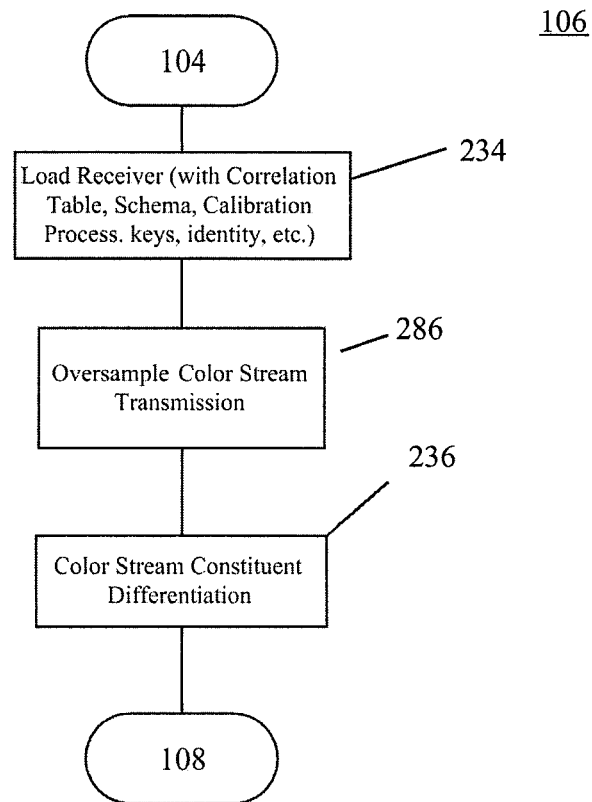 106
104
234
Load Receiver (with Correlation
Table, Schema, Calibration
Process. keys, identity, etc.)
286
Oversample Color Stream
Transmission
236
Color Stream Constituent
Differentiation
108